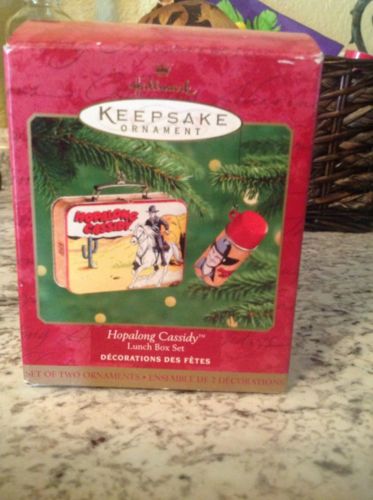 Hallmark
KEEPSAKE
ORNAMENT
HOPALONG
CASSIDY
Hopalong Cassidy™
Lunch Box Set
DÉCORATIONS DES FÊTES
SET OF TWO ORNAMENTS • ENSEMBLE DE 2 DÉCORATIONS